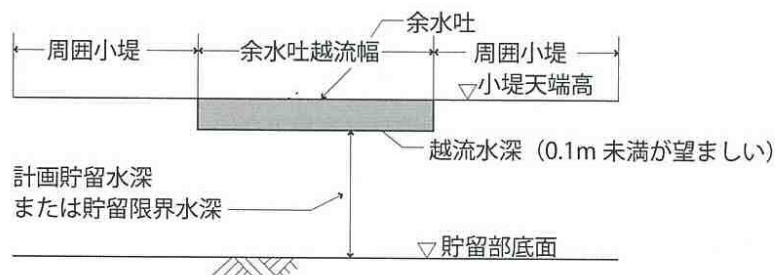 余水吐
周囲小堤
余水吐越流幅
周囲小堤
小堤天端高
越流水深（0.1m 未満が望ましい）
計画貯留水深
または貯留限界水深
貯留部底面